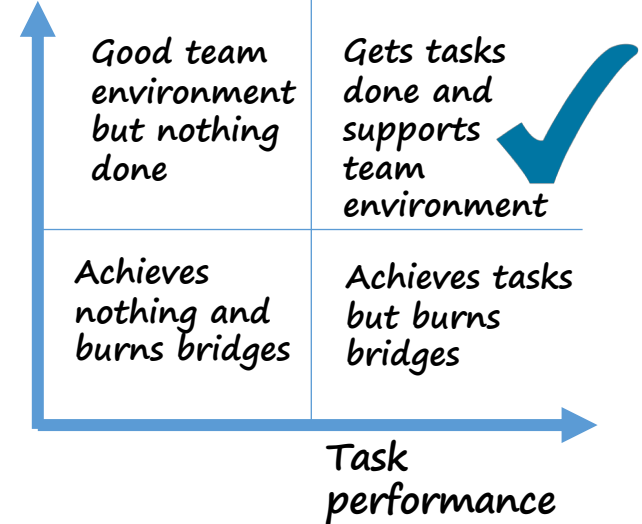 Good team
environment
but nothing
done
Gets tasks
done and
supports
team
environment
Achieves
nothing and
burns bridges
Achieves tasks
but burns
bridges
Task
performance